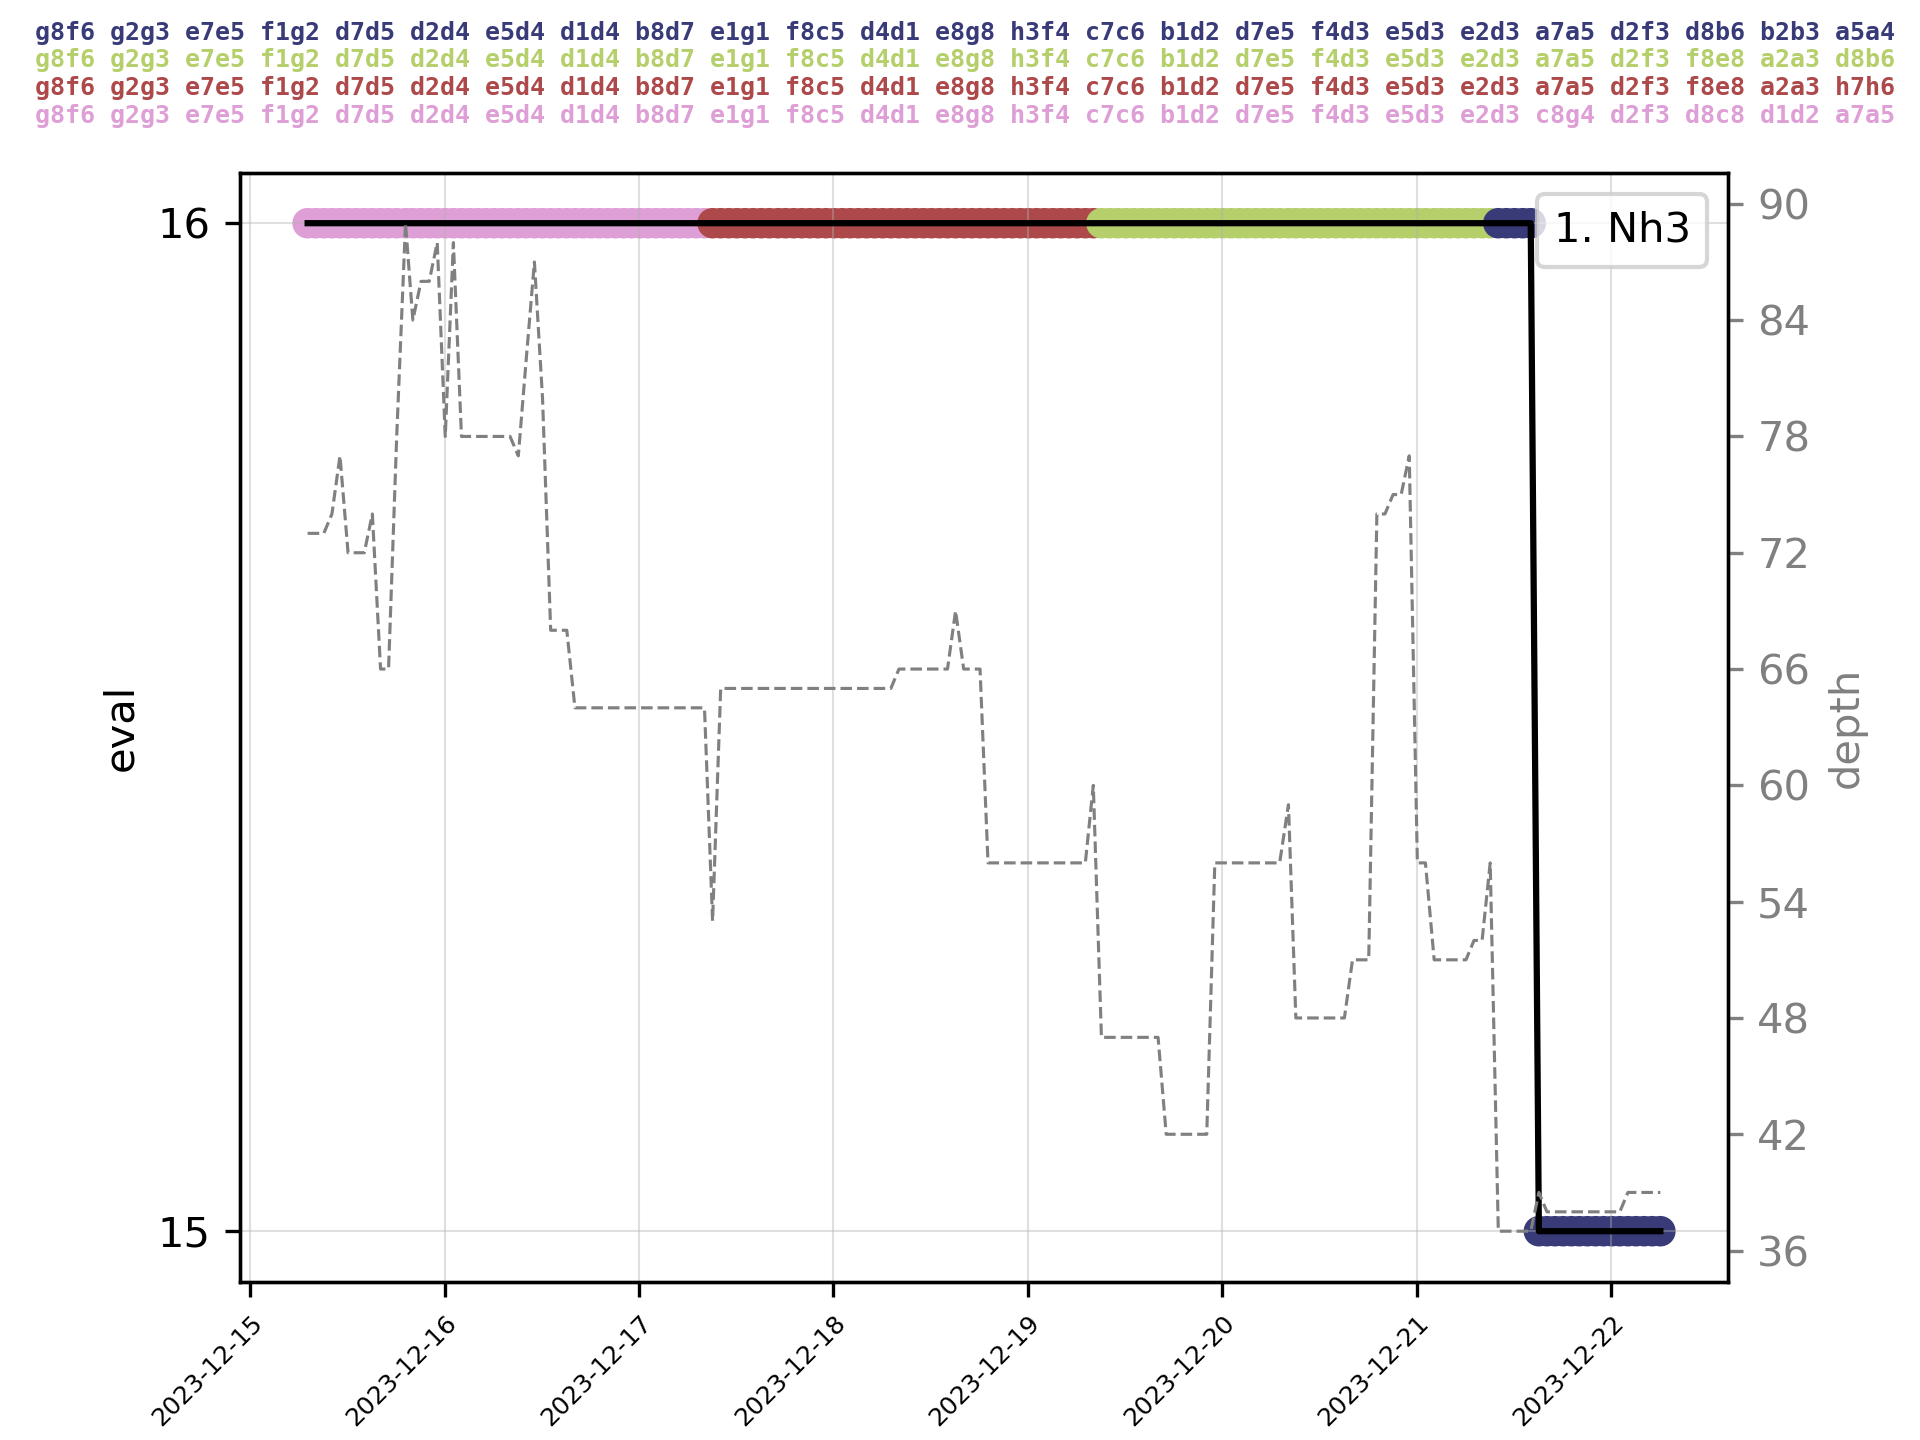 g8f6 g2g3 e7e5 f1g2 d7d5 d2d4 e5d4 d1d4 b8d7 e1g1 f8c5 d4d1 e8g8 h3f4 c7c6 b1d2 d7e5 f4d3 e5d3 e2d3 a7a5 d2f3 d8b6 b2b3 a5a4
g8f6 g2g3 e7e5 f1g2 d7d5 d2d4 e5d4 d1d4 b8d7 e1g1 f8c5 d4d1 e8g8 h3f4 c7c6 b1d2 d7e5 f4d3 e5d3 e2d3 a7a5 d2f3 f8e8 a2a3 d8b6
g8f6 g2g3 e7e5 f1g2 d7d5 d2d4 e5d4 d1d4 b8d7 e1g1 f8c5 d4d1 e8g8 h3f4 c7c6 b1d2 d7e5 f4d3 e5d3 e2d3 a7a5 d2f3 f8e8 a2a3 h7h6
g8f6 g2g3 e7e5 f1g2 d7d5 d2d4 e5d4 d1d4 b8d7 e1g1 f8c5 d4d1 e8g8 h3f4 c7c6 b1d2 d7e5 f4d3 e5d3 e2d3 c8g4 d2f3 d8c8 d1d2 a7a5
1. Nh3
16
15
eval
90
84
78
72
66
60
54
48
42
36
depth
2023-12-15
2023-12-16
2023-12-17
2023-12-18
2023-12-19
2023-12-20
2023-12-21
2023-12-22